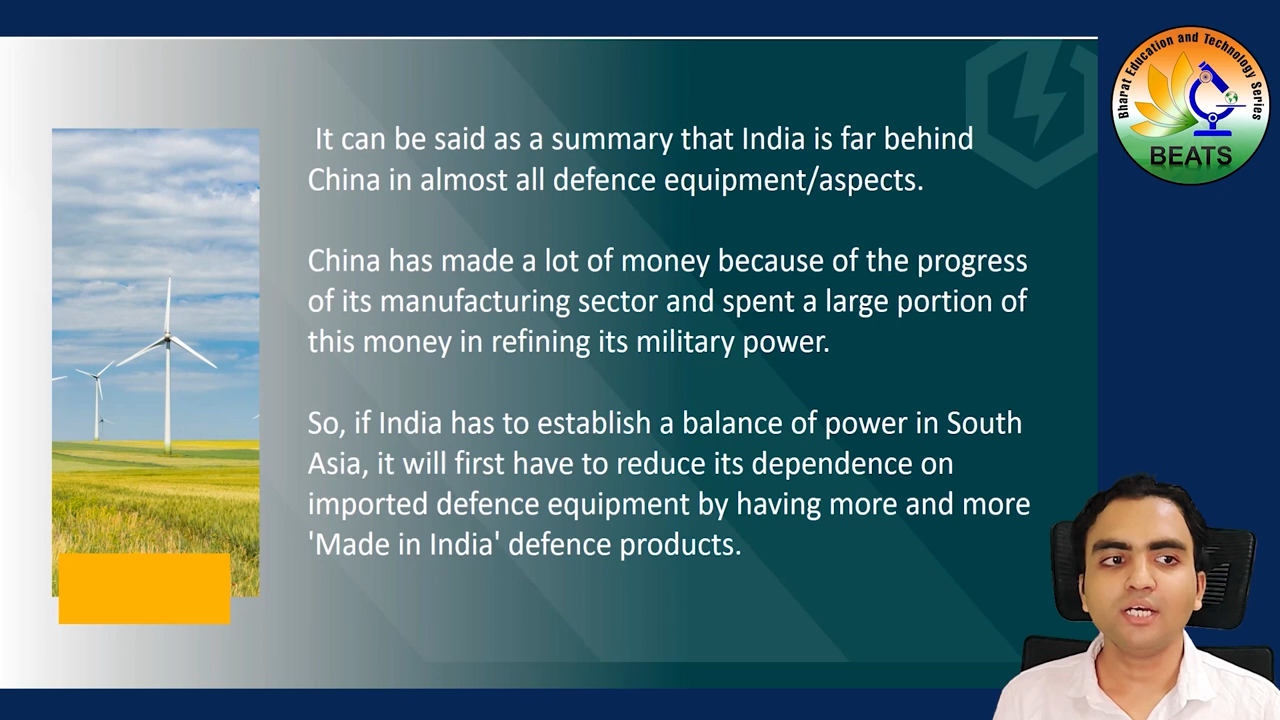 It can be said as a summary that India is far behind
China in almost all defence equipment/aspects.
China has made a lot of money because of the progress
of its manufacturing sector and spent a large portion of
this money in refining its military power.
So, if India has to establish a balance of power in South
Asia, it will first have to reduce its dependence on
imported defence equipment by having more and more
'Made in India' defence products.
Bharat Education and Technology Series
BEATS